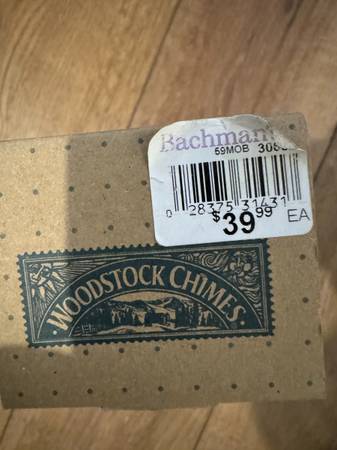 Bachman
59MOB
0 28375 31431
$39.99 EA
WOODSTOCK CHIMES